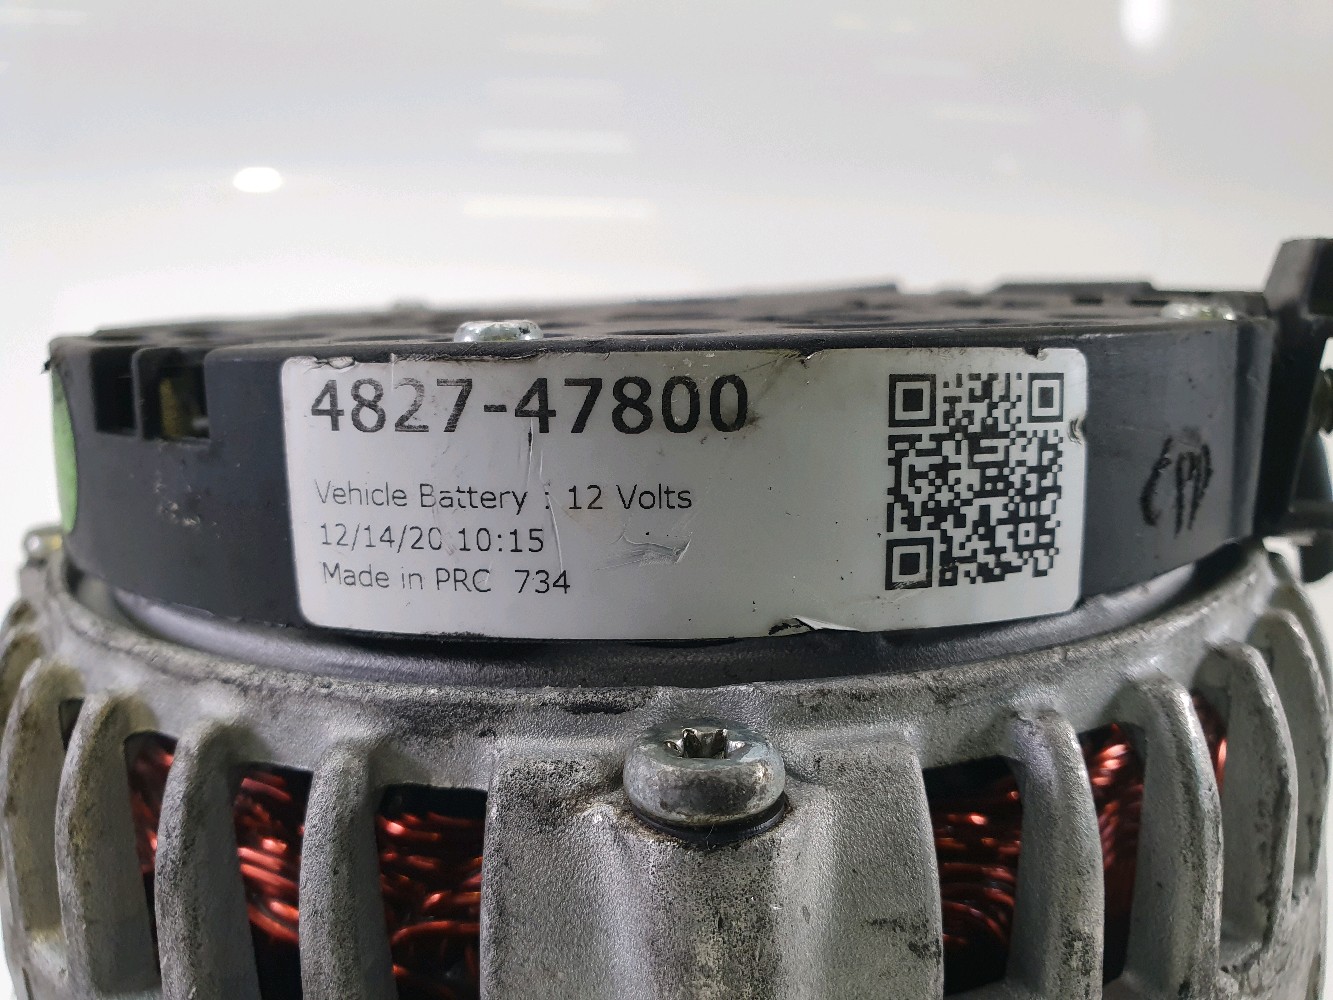 4827-47800
Vehicle Battery : 12 Volts
12/14/20 10:15
Made in PRC 734